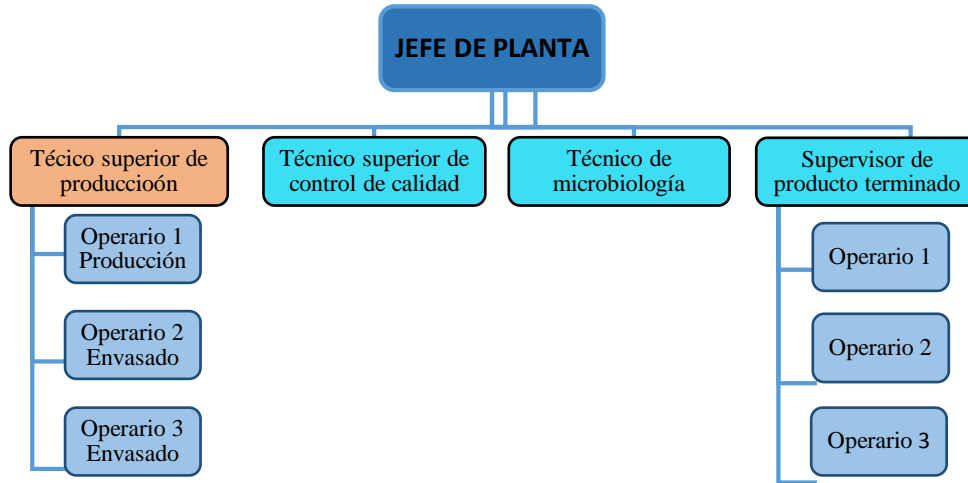 JEFE DE PLANTA
Técico superior de
produccioón
Técnico superior de
control de calidad
Técnico de
microbiología
Supervisor de
producto terminado
Operario 1
Producción
Operario 2
Envasado
Operario 3
Envasado
Operario 1
Operario 2
Operario 3